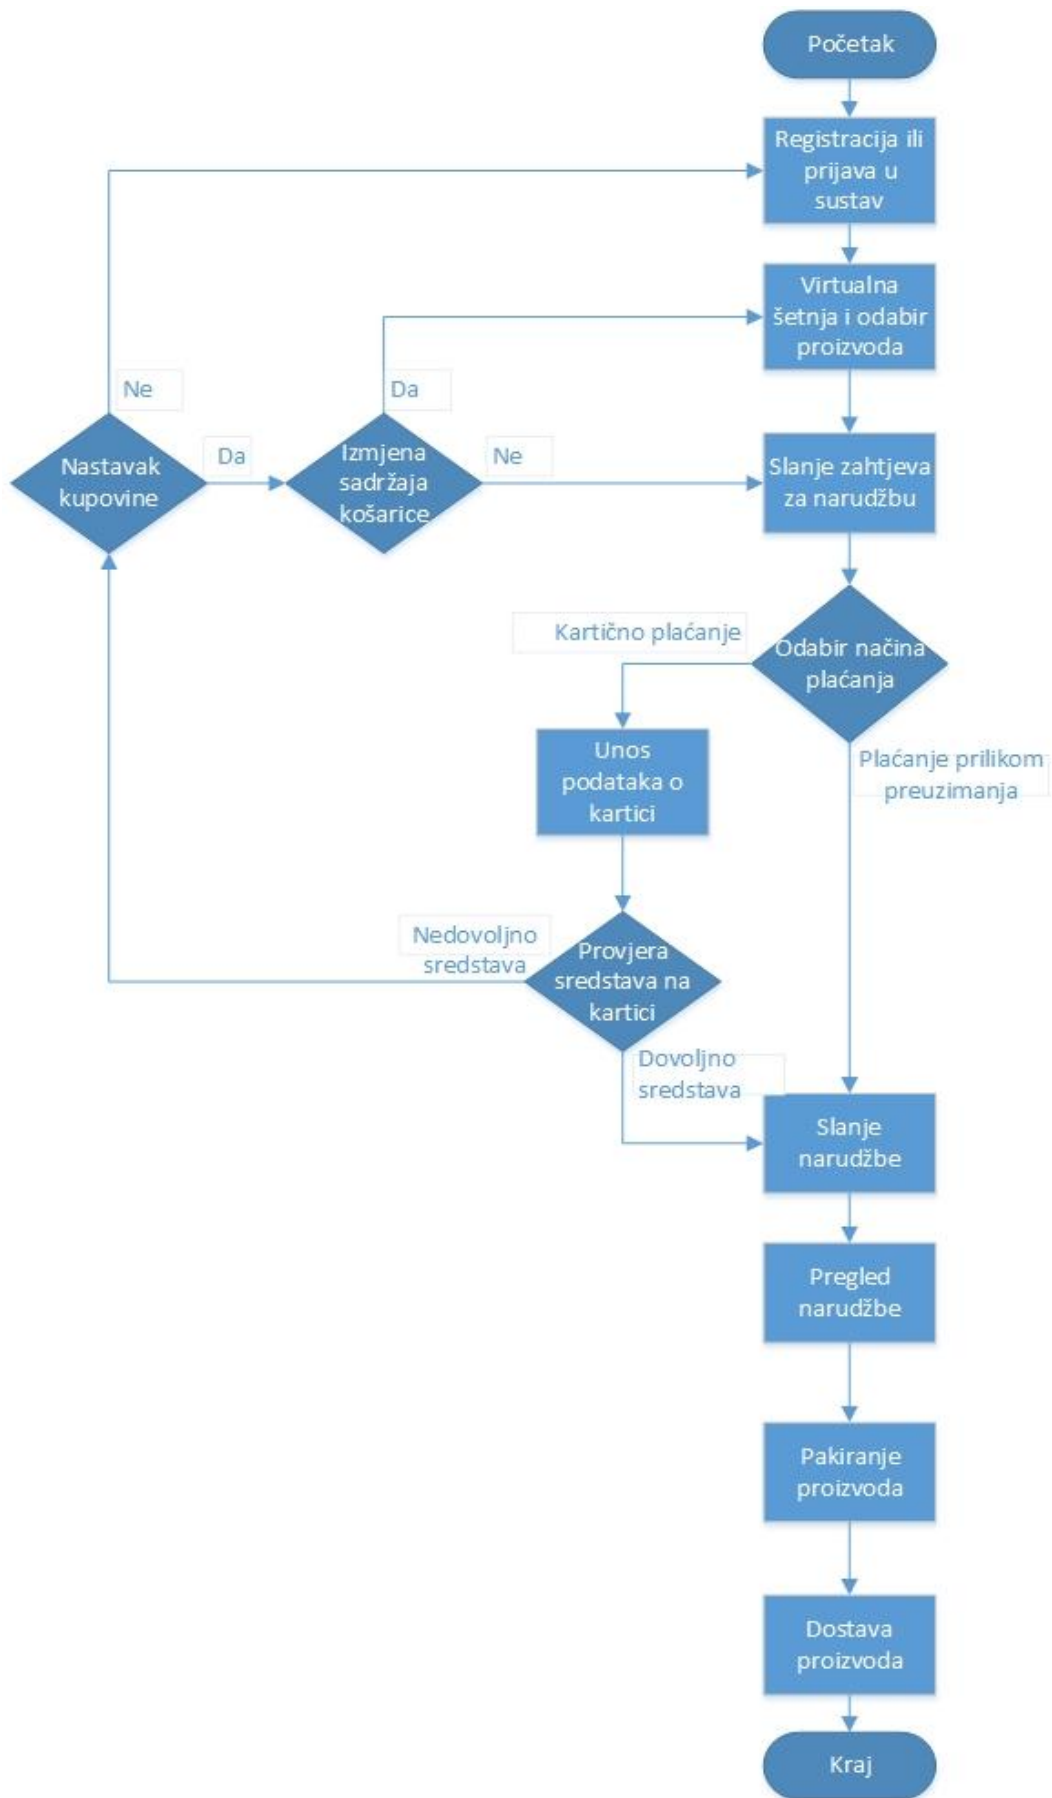 Početak
Registracija ili
prijava u
sustav
Virtualna
šetnja i odabir
proizvoda
Ne
Da
Nastavak
kupovine
Da
Izmjena
sadržaja
košarice
Ne
Slanje zahtjeva
za narudžbu
Kartično plaćanje
Odabir načina
plaćanja
Unos
podataka o
kartici
Plaćanje prilikom
preuzimanja
Nedovoljno
sredstava
Provjera
sredstava na
kartici
Dovoljno
sredstava
Slanje
narudžbe
Pregled
narudžbe
Pakiranje
proizvoda
Dostava
proizvoda
Kraj